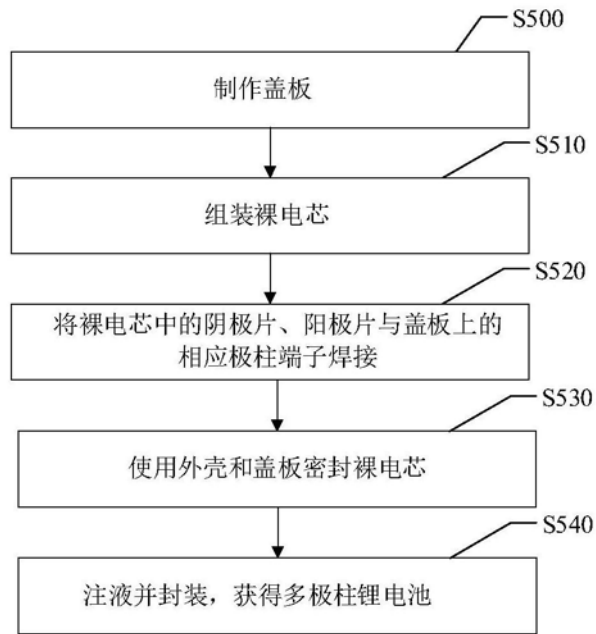 S500
制作盖板
S510
组装裸电芯
S520
将裸电芯中的阴极片、阳极片与盖板上的
相应极柱端子焊接
S530
使用外壳和盖板密封裸电芯
S540
注液并封装，获得多极柱锂电池